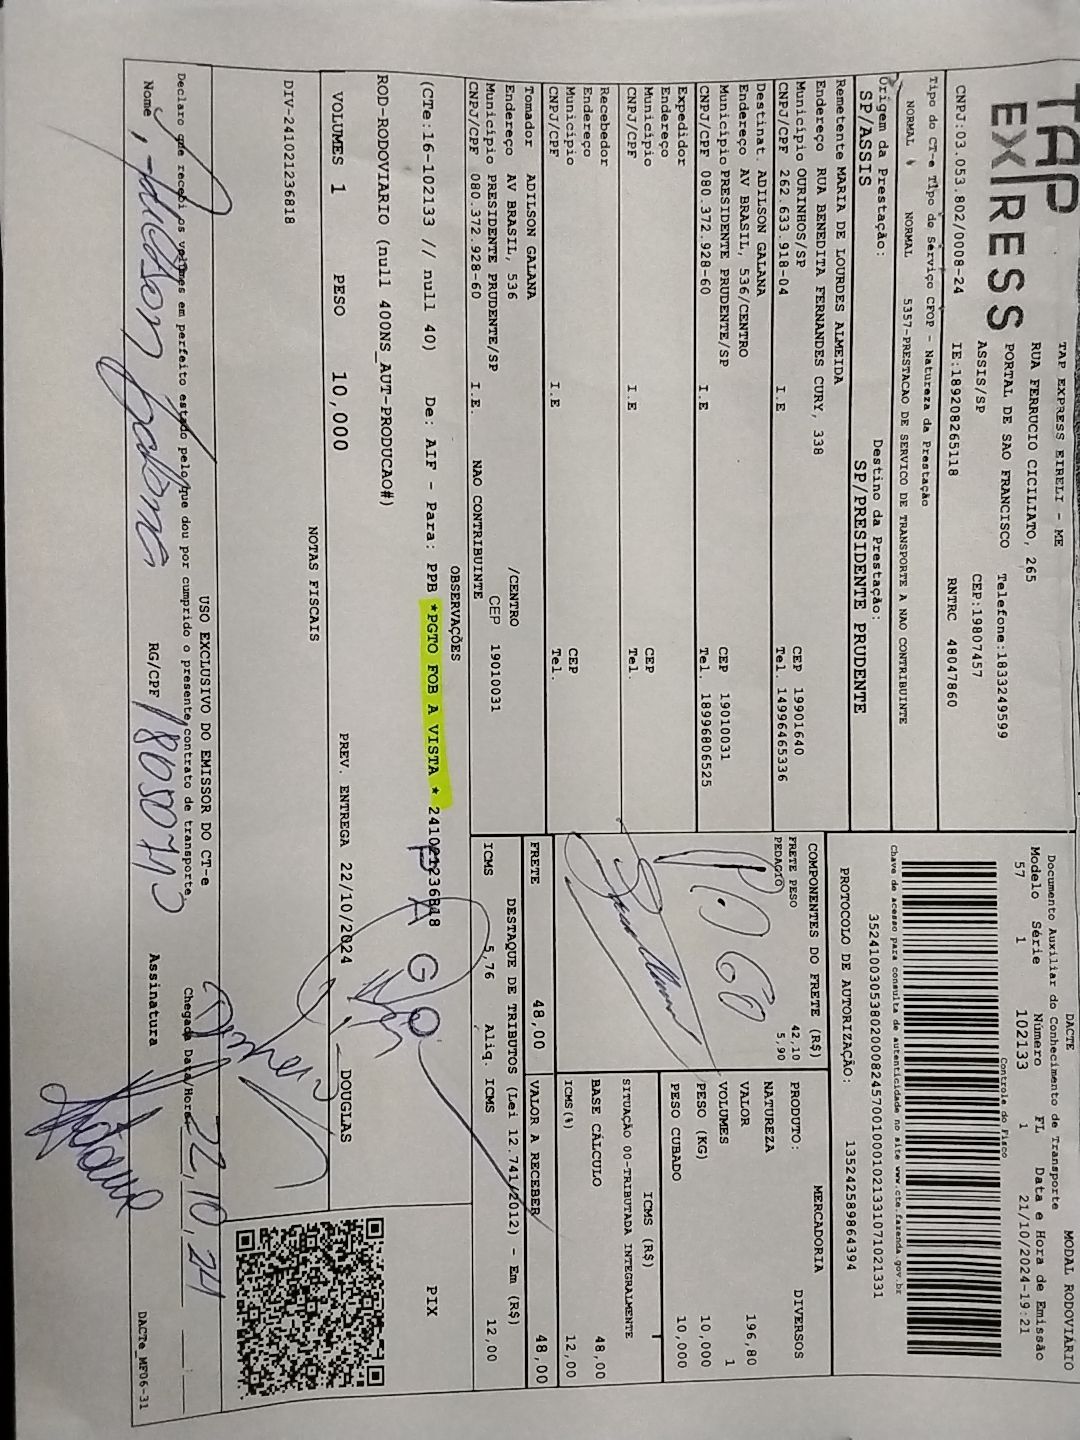 TAP
EXPRESS
TAP EXPRESS EIRELI - ME
RUA FERRUCIO CICILIATO, 265
PORTAL DE SAO FRANCISCO Telefone:1833249599
ASSIS/SP CEP:19807457
CNPJ:03.053.802/0008-24 IE:189208265118 RNTRC 48047860
DACTE MODAL RODOVIÁRIO
Documento Auxiliar do Conhecimento de Transporte
Modelo Série Número FL Data e Hora de Emissão
57 1 102133 1 21/10/2024-19:21
Controle do Fisco
Chave de acesso para consulta de autenticidade no site www.cte.fazenda.gov.br
35241003053802000824570010001021331071021331
PROTOCOLO DE AUTORIZAÇÃO: 135242589864394
Tipo do CT-e Tipo do Serviço CFOP - Natureza da Prestação
NORMAL NORMAL 5357-PRESTACAO DE SERVICO DE TRANSPORTE A NAO CONTRIBUINTE
Origem da Prestação: Destino da Prestação:
SP/ASSIS SP/PRESIDENTE PRUDENTE
Remetente MARIA DE LOURDES ALMEIDA
Endereço RUA BENEDITA FERNANDES CURY, 338
Município OURINHOS/SP CEP 19901640
CNPJ/CPF 262.633.918-04 I.E Tel. 14996465336
Destinat. ADILSON GALANA
Endereço AV BRASIL, 536/CENTRO
Município PRESIDENTE PRUDENTE/SP CEP 19010031
CNPJ/CPF 080.372.928-60 I.E Tel. 18996806525
Expedidor
Endereço
Município CEP
CNPJ/CPF I.E Tel.
Recebedor
Endereço
Município CEP
CNPJ/CPF I.E Tel.
Tomador ADILSON GALANA
Endereço AV BRASIL, 536 /CENTRO
Município PRESIDENTE PRUDENTE/SP CEP 19010031
CNPJ/CPF 080.372.928-60 I.E. NAO CONTRIBUINTE
COMPONENTES DO FRETE (R$)
FRETE PESO 42,10
PEDAGIO 5,90
PD 60
MERCADORIA
PRODUTO: DIVERSOS
NATUREZA
VALOR 196,80
VOLUMES 1
PESO (KG) 10,000
PESO CUBADO 10,000
ICMS (R$)
SITUAÇÃO 00-TRIBUTADA INTEGRALMENTE
BASE CÁLCULO 48,00
ICMS(%) 12,00
FRETE 48,00 VALOR A RECEBER 48,00
DESTAQUE DE TRIBUTOS (Lei 12.741/2012) - Em (R$)
ICMS 5,76 Aliq. ICMS 12,00
OBSERVAÇÕES
(CTe:16-102133 // null 40) De: AIF - Para: PPB *PGTO FOB A VISTA * 241021236818
ROD-RODOVIARIO (null 400NS_AUT-PRODUCAO#)
PAGO
PIX
VOLUMES 1 PESO 10,000 PREV. ENTREGA 22/10/2024 DOUGLAS
NOTAS FISCAIS
DIV-241021236818
USO EXCLUSIVO DO EMISSOR DO CT-e
Declaro que recebi os volumes em perfeito estado pelo que dou por cumprido o presente contrato de transporte.
Chegada Data/Hora 22,10,24
Nome RG/CPF Assinatura
DACTe_MF06-31